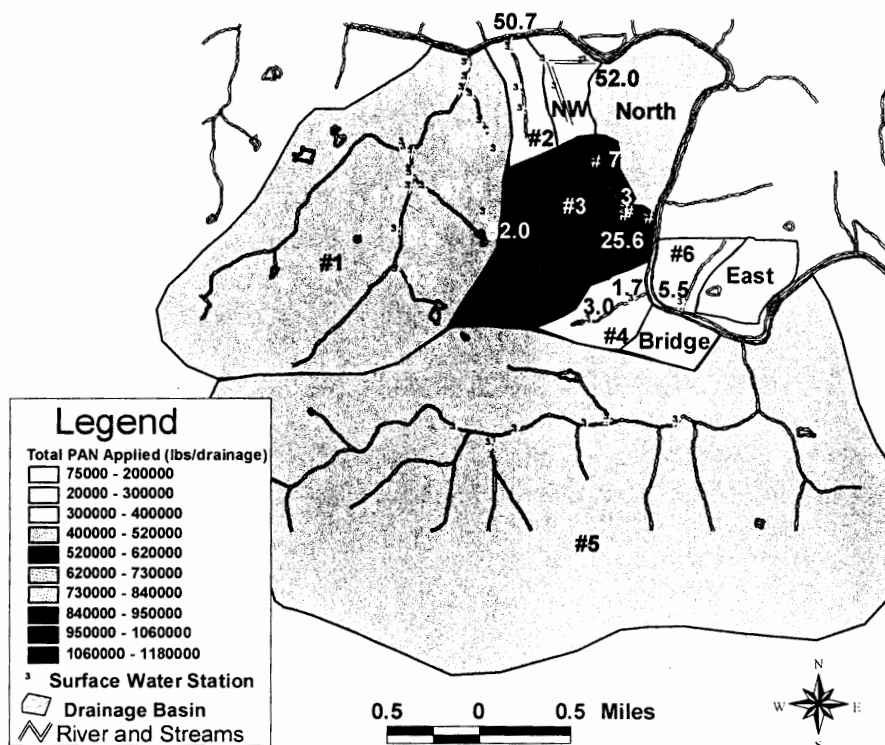 50.7
52.0
NW
North
#2
# 7
#3
3
#
#
2.0
25.6
#6
#1
East
1.7
5.5
3.0
#4
Bridge
#5
Legend
Total PAN Applied (lbs/drainage)
75000 - 200000
20000 - 300000
300000 - 400000
400000 - 520000
520000 - 620000
620000 - 730000
730000 - 840000
840000 - 950000
950000 - 1060000
1060000 - 1180000
3 Surface Water Station
Drainage Basin
River and Streams
0.5 0 0.5 Miles
N
W E
S